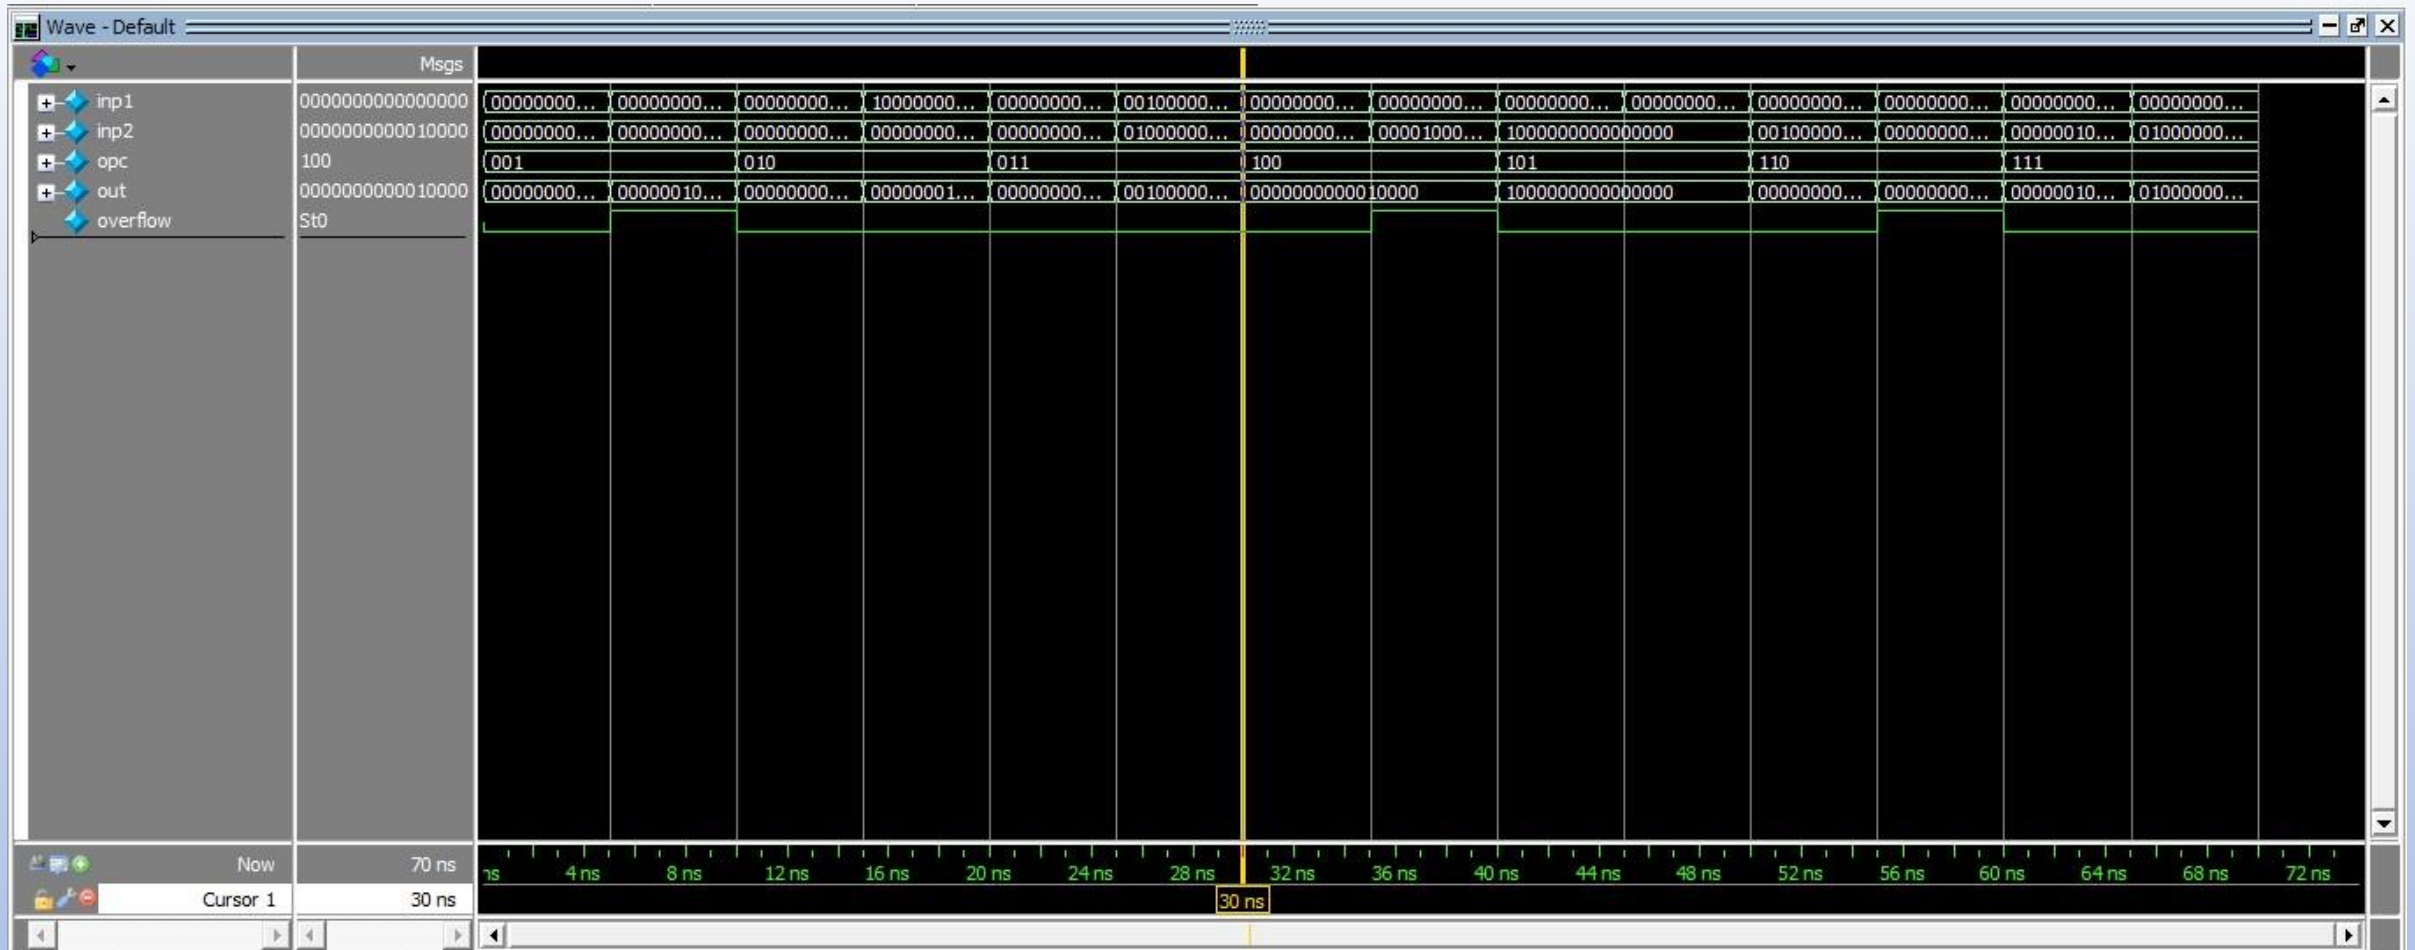 Wave - Default
Msgs
inp1 0000000000000000 00000000... 00000000... 00000000... 10000000... 00000000... 00100000... 00000000... 00000000... 00000000... 00000000... 00000000... 00000000... 00000000... 00000000...
inp2 0000000000010000 00000000... 00000000... 00000000... 00000000... 00000000... 01000000... 00000000... 00001000... 1000000000000000 00100000... 00000000... 00000010... 01000000...
opc 100 001 010 011 100 101 110 111
out 0000000000010000 00000000... 00000010... 00000000... 00000001... 00000000... 00100000... 0000000000010000 1000000000000000 00000000... 00000000... 00000010... 01000000...
overflow St0
Now 70 ns ns 4 ns 8 ns 12 ns 16 ns 20 ns 24 ns 28 ns 32 ns 36 ns 40 ns 44 ns 48 ns 52 ns 56 ns 60 ns 64 ns 68 ns 72 ns
Cursor 1 30 ns 30 ns